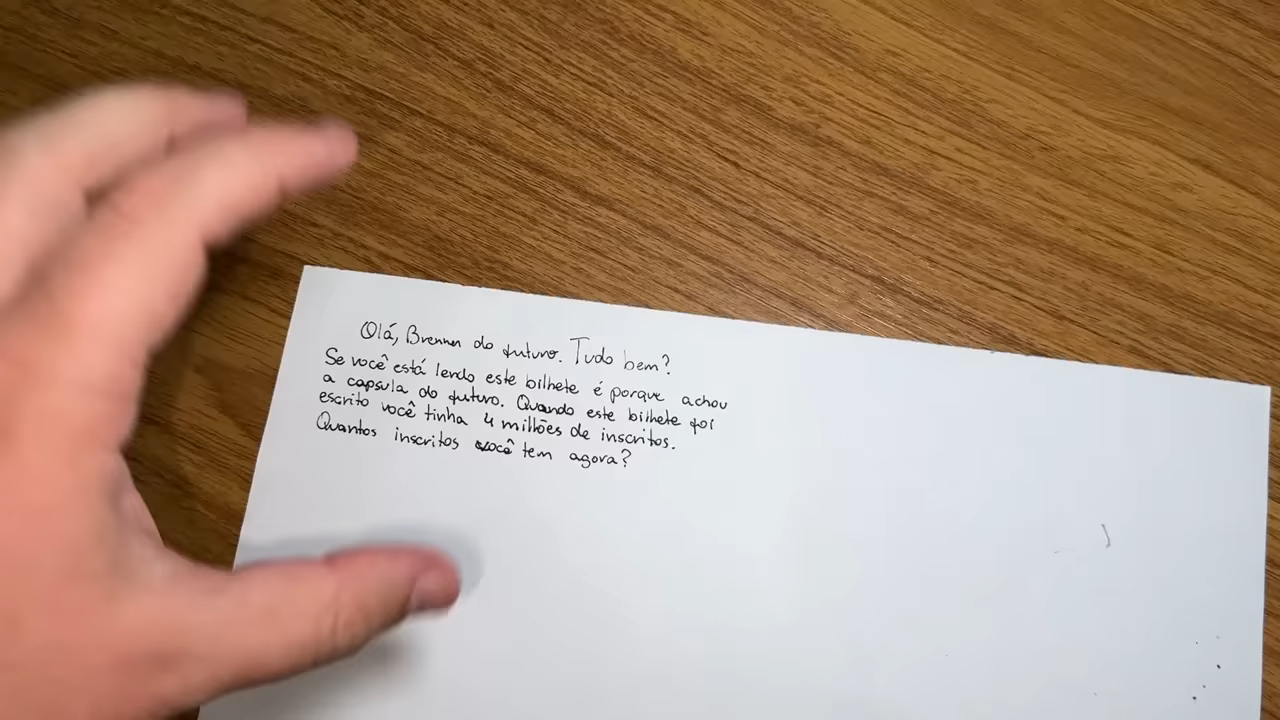 Olá, Brennon do futuro. Tudo bem?
Se você está lendo este bilhete é porque achou
a capsula do futuro. Quando este bilhete foi
escrito você tinha 4 milhões de inscritos.
Quantos inscritos você tem agora?